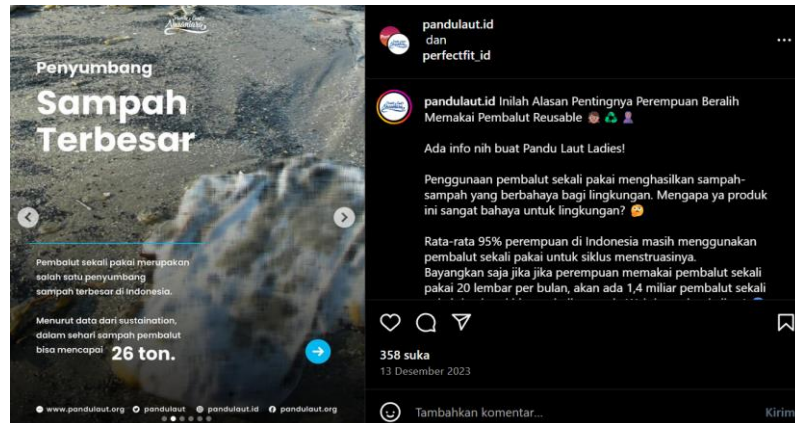 Pandu Laut
Nusantara
Penyumbang
Sampah
Terbesar
Pembalut sekali pakai merupakan
salah satu penyumbang
sampah terbesar di Indonesia.
Menurut data dari sustaination,
dalam sehari sampah pembalut
bisa mencapai 26 ton.
www.pandulaut.org pandulaut pandulaut.id pandulaut.org
pandulaut.id
dan
perfectfit_id
pandulaut.id Inilah Alasan Pentingnya Perempuan Beralih
Memakai Pembalut Reusable
Ada info nih buat Pandu Laut Ladies!
Penggunaan pembalut sekali pakai menghasilkan sampah-
sampah yang berbahaya bagi lingkungan. Mengapa ya produk
ini sangat bahaya untuk lingkungan?
Rata-rata 95% perempuan di Indonesia masih menggunakan
pembalut sekali pakai untuk siklus menstruasinya.
Bayangkan saja jika jika perempuan memakai pembalut sekali
pakai 20 lembar per bulan, akan ada 1,4 miliar pembalut sekali
358 suka
13 Desember 2023
Tambahkan komentar...
Kirim